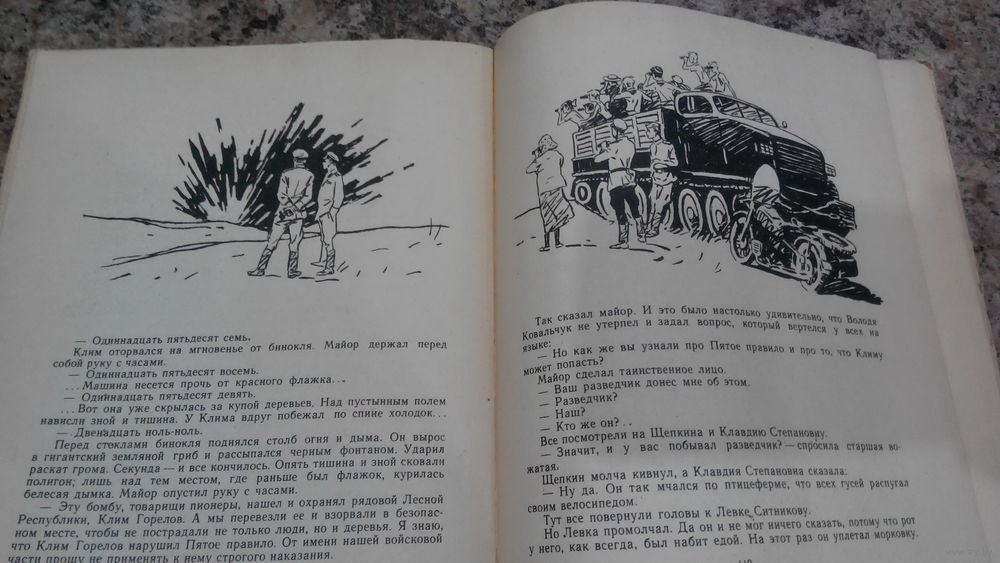 — Одиннадцать пятьдесят семь.
Клим оторвался на мгновенье от бинокля. Майор держал перед
собой руку с часами.
— Одиннадцать пятьдесят восемь.
...Машина несется прочь от красного флажка...
— Одиннадцать пятьдесят девять.
...Вот она уже скрылась за купой деревьев. Над пустынным полем
нависли зной и тишина. У Клима вдруг побежал по спине холодок...
— Двенадцать ноль-ноль.
Перед стеклами бинокля поднялся столб огня и дыма. Он вырос
в гигантский земляной гриб и рассыпался черным фонтаном. Ударил
раскат грома. Секунда — и все кончилось. Опять тишина и зной сковали
полигон; лишь над тем местом, где раньше был флажок, курилась
белесая дымка. Майор опустил руку с часами.
— Эту бомбу, товарищи пионеры, нашел и охранял рядовой Лесной
Республики, Клим Горелов. А мы перевезли ее и взорвали в безопас-
ном месте, чтобы не пострадали не только люди, но и деревья. Я знаю,
что Клим Горелов нарушил Пятое правило. От имени нашей войсковой
части прошу не применять к нему строгого наказания.
Так сказал майор. И это было настолько удивительно, что Володя
Ковальчук не утерпел и задал вопрос, который вертелся у всех на
языке:
— Но как же вы узнали про Пятое правило и про то, что Климу
может попасть?
Майор сделал таинственное лицо.
— Ваш разведчик донес мне об этом.
— Разведчик?
— Наш?
— Кто же он?..
Все посмотрели на Щепкина и Клавдию Степановну.
— Значит, и у вас побывал разведчик? — спросила старшая во-
жатая.
Щепкин молча кивнул, а Клавдия Степановна сказала:
— Ну да. Он так мчался по птицеферме, что всех гусей распугал
своим велосипедом.
Тут все повернули головы к Левке Ситникову.
Но Левка промолчал. Да он и не мог ничего сказать, потому что рот
у него, как всегда, был набит едой. На этот раз он уплетал морковку.